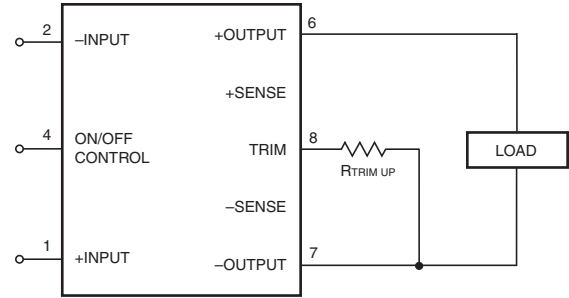 2 –INPUT
4 ON/OFF
CONTROL
1 +INPUT
+OUTPUT 6
+SENSE
TRIM 8
–SENSE
–OUTPUT 7
RTRIM UP
LOAD